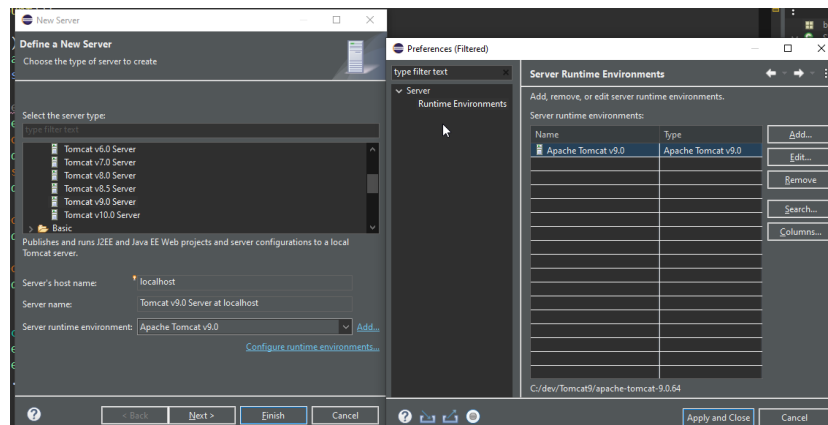 New Server
Define a New Server
Choose the type of server to create
Select the server type:
type filter text
Tomcat v6.0 Server
Tomcat v7.0 Server
Tomcat v8.0 Server
Tomcat v8.5 Server
Tomcat v9.0 Server
Tomcat v10.0 Server
Basic
Publishes and runs J2EE and Java EE Web projects and server configurations to a local
Tomcat server.
Server's host name: localhost
Server name: Tomcat v9.0 Server at localhost
Server runtime environment: Apache Tomcat v9.0 Add...
Configure runtime environments...
< Back Next > Finish Cancel
Preferences (Filtered)
type filter text
Server
Runtime Environments
Server Runtime Environments
Add, remove, or edit server runtime environments.
Server runtime environments:
Name Type
Apache Tomcat v9.0 Apache Tomcat v9.0
Add...
Edit...
Remove
Search...
Columns...
C:/dev/Tomcat9/apache-tomcat-9.0.64
Apply and Close Cancel